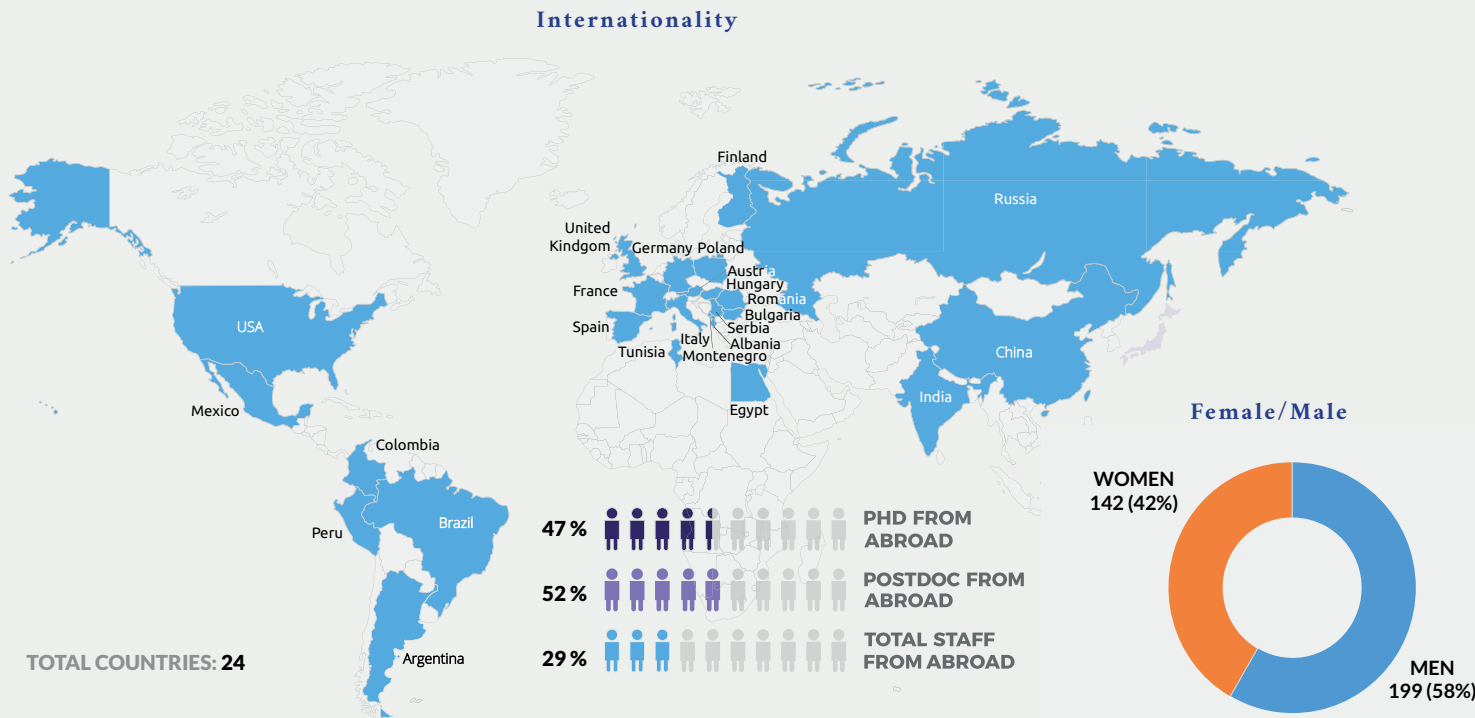 Internationality
Finland
Russia
United
Kindgom
Germany
Poland
Austria
Hungary
France
Romania
Bulgaria
USA
Spain
Serbia
Italy
Albania
Tunisia
Montenegro
China
India
Mexico
Egypt
Female/Male
Colombia
WOMEN
142 (42%)
Peru
Brazil
47 %
PHD FROM
ABROAD
52 %
POSTDOC FROM
ABROAD
29 %
TOTAL STAFF
FROM ABROAD
TOTAL COUNTRIES: 24
Argentina
MEN
199 (58%)